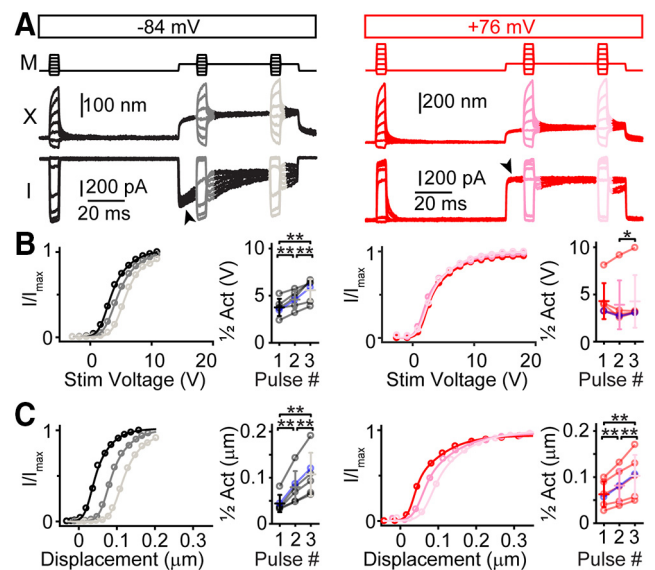 A
-84 mV
+76 mV
M
X
100 nm
200 nm
I
200 pA
20 ms
200 pA
20 ms
B
I/Imax
1
0
0 10 20
Stim Voltage (V)
½ Act (V)
10
5
0
** 
** **
1 2 3
Pulse #
I/Imax
1
0
0 10 20
Stim Voltage (V)
½ Act (V)
10
5
0
*
1 2 3
Pulse #
C
I/Imax
1
0
0 0.1 0.2 0.3
Displacement (μm)
½ Act (μm)
0.2
0.1
0
**
** **
1 2 3
Pulse #
I/Imax
1
0
0 0.1 0.2 0.3
Displacement (μm)
½ Act (μm)
0.2
0.1
0
**
** **
1 2 3
Pulse #